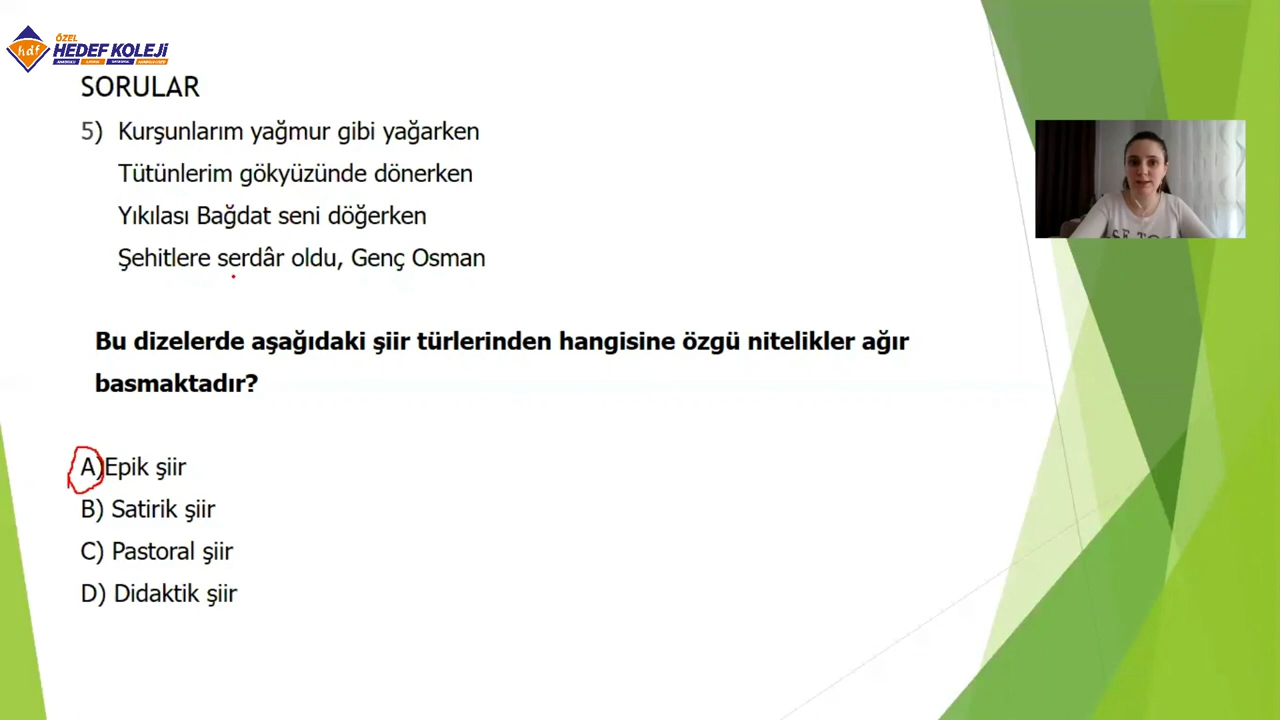 ÖZEL
HEDEF KOLEJİ
hdf
SORULAR
5) Kurşunlarım yağmur gibi yağarken
Tütünlerim gökyüzünde dönerken
Yıkılası Bağdat seni döğerken
Şehitlere serdâr oldu, Genç Osman
Bu dizelerde aşağıdaki şiir türlerinden hangisine özgü nitelikler ağır
basmaktadır?
A)Epik şiir
B) Satirik şiir
C) Pastoral şiir
D) Didaktik şiir